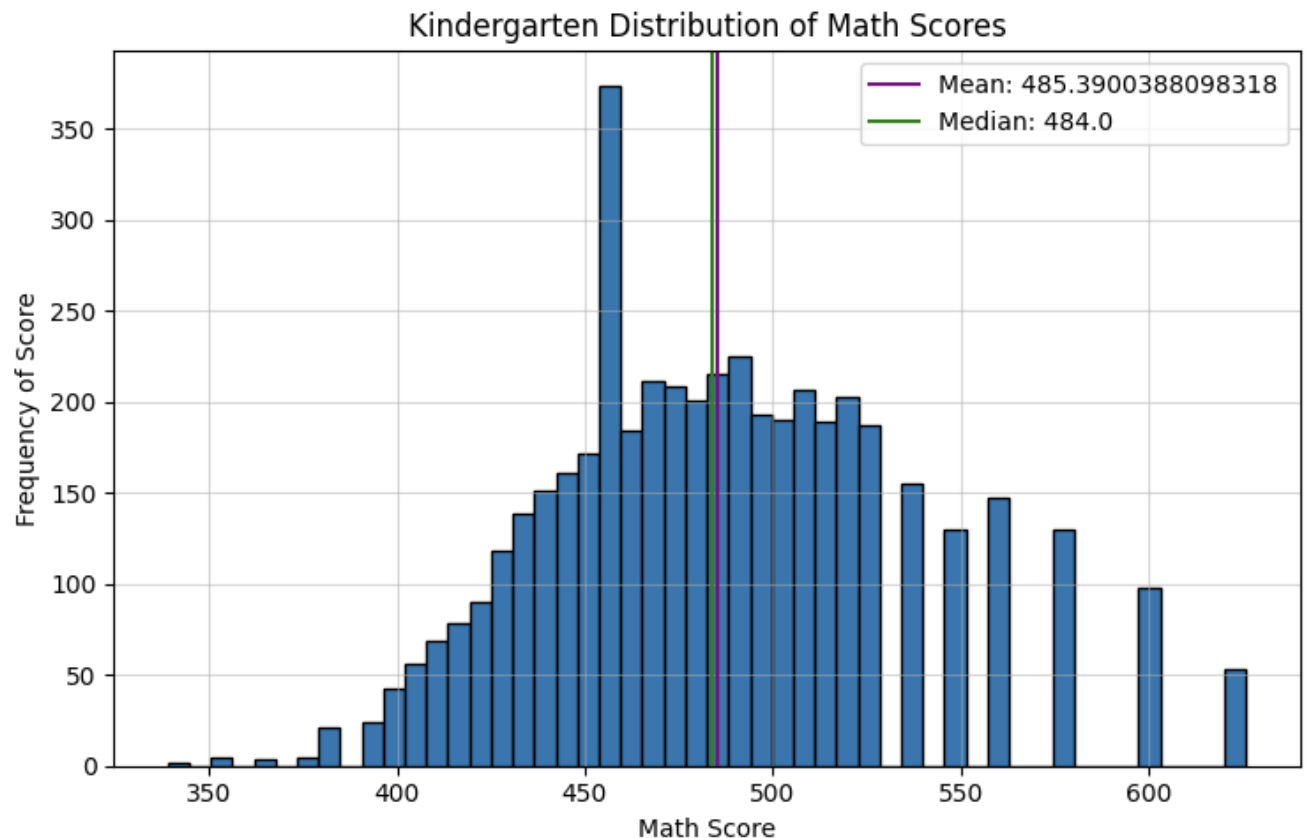 Kindergarten Distribution of Math Scores
Mean: 485.3900388098318
Median: 484.0
Frequency of Score
350
300
250
200
150
100
50
0
350 400 450 500 550 600
Math Score